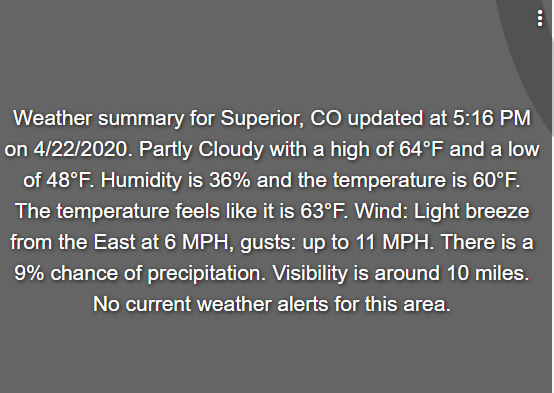 Weather summary for Superior, CO updated at 5:16 PM
on 4/22/2020. Partly Cloudy with a high of 64°F and a low
of 48°F. Humidity is 36% and the temperature is 60°F.
The temperature feels like it is 63°F. Wind: Light breeze
from the East at 6 MPH, gusts: up to 11 MPH. There is a
9% chance of precipitation. Visibility is around 10 miles.
No current weather alerts for this area.